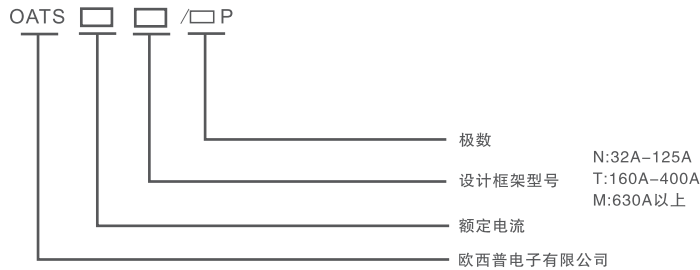 OATS □ □ /□P
极数
设计框架型号
N:32A-125A
T:160A-400A
M:630A以上
额定电流
欧西普电子有限公司